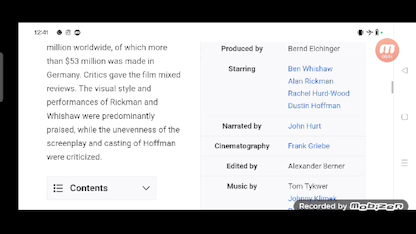 12:41
million worldwide, of which more
than $53 million was made in
Germany. Critics gave the film mixed
reviews. The visual style and
performances of Rickman and
Whishaw were predominantly
praised, while the unevenness of the
screenplay and casting of Hoffman
were criticized.
Contents
Produced by Bernd Eichinger
Starring Ben Whishaw
Alan Rickman
Rachel Hurd-Wood
Dustin Hoffman
Narrated by John Hurt
Cinematography Frank Griebe
Edited by Alexander Berner
Music by Tom Tykwer
Johnny Klimek
Recorded by
mobizen